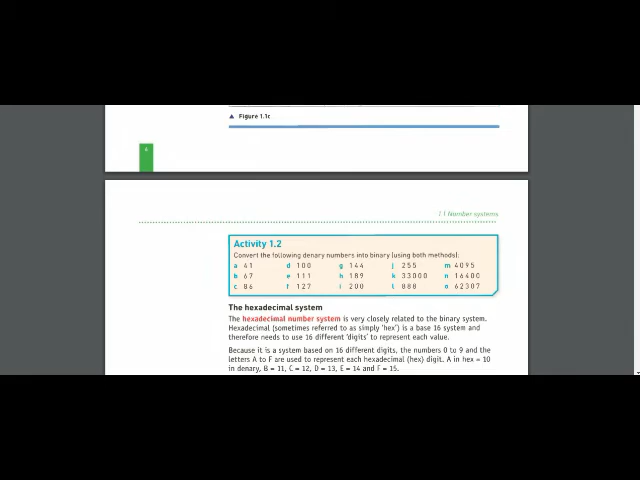 ▲ Figure 1.1c
1.1 Number systems
Activity 1.2
Convert the following denary numbers into binary (using both methods):
a 41 d 100 g 144 j 255 m 4095
b 67 e 111 h 189 k 33000 n 16400
c 86 f 127 i 200 l 888 o 62307
The hexadecimal system
The hexadecimal number system is very closely related to the binary system.
Hexadecimal (sometimes referred to as simply 'hex') is a base 16 system and
therefore needs to use 16 different 'digits' to represent each value.
Because it is a system based on 16 different digits, the numbers 0 to 9 and the
letters A to F are used to represent each hexadecimal (hex) digit. A in hex = 10
in denary, B = 11, C = 12, D = 13, E = 14 and F = 15.